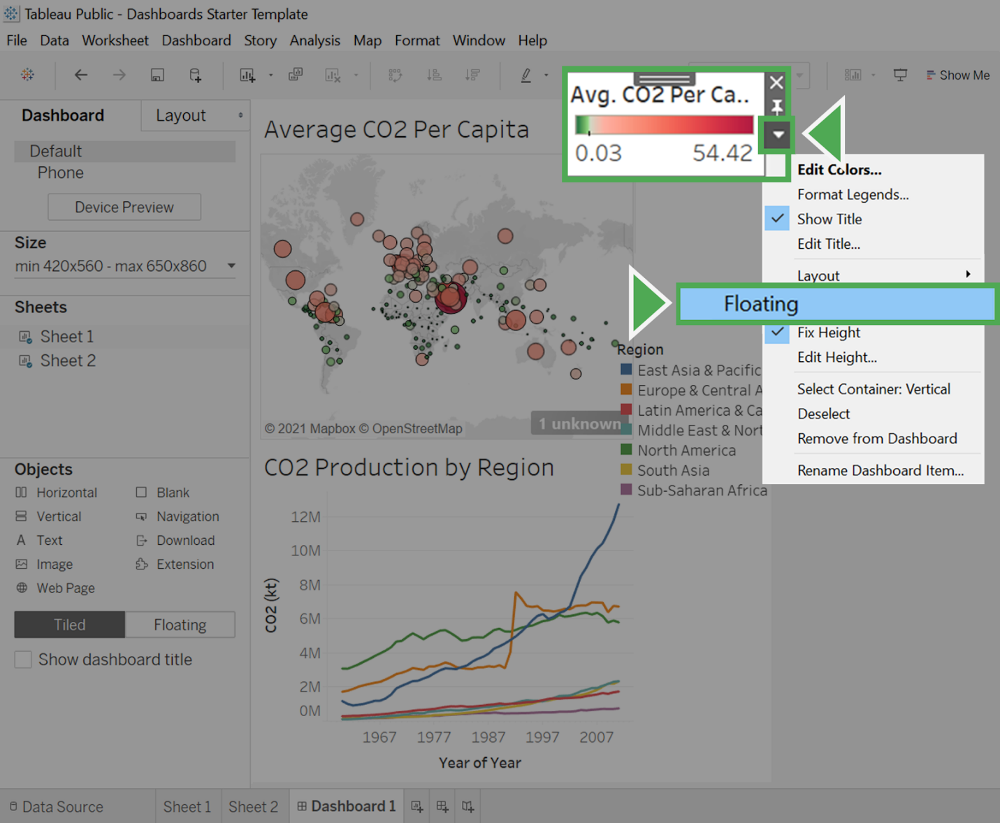 Tableau Public - Dashboards Starter Template
File Data Worksheet Dashboard Story Analysis Map Format Window Help
Show Me
Dashboard
Layout
Default
Phone
Device Preview
Size
min 420x560 - max 650x860
Sheets
Sheet 1
Sheet 2
Objects
Horizontal
Blank
Vertical
Navigation
A Text
Download
Image
Extension
Web Page
Tiled
Floating
Show dashboard title
Average CO2 Per Capita
© 2021 Mapbox © OpenStreetMap
1 unknown
Avg. CO2 Per Ca..
0.03 54.42
Edit Colors...
Format Legends...
Show Title
Edit Title...
Layout
Floating
Fix Height
Edit Height...
Select Container: Vertical
Deselect
Remove from Dashboard
Rename Dashboard Item...
Region
East Asia & Pacific
Europe & Central A
Latin America & Ca
Middle East & Nort
North America
South Asia
Sub-Saharan Africa
CO2 Production by Region
12M
10M
8M
6M
4M
2M
0M
CO2 (kt)
1967 1977 1987 1997 2007
Year of Year
Data Source
Sheet 1
Sheet 2
Dashboard 1